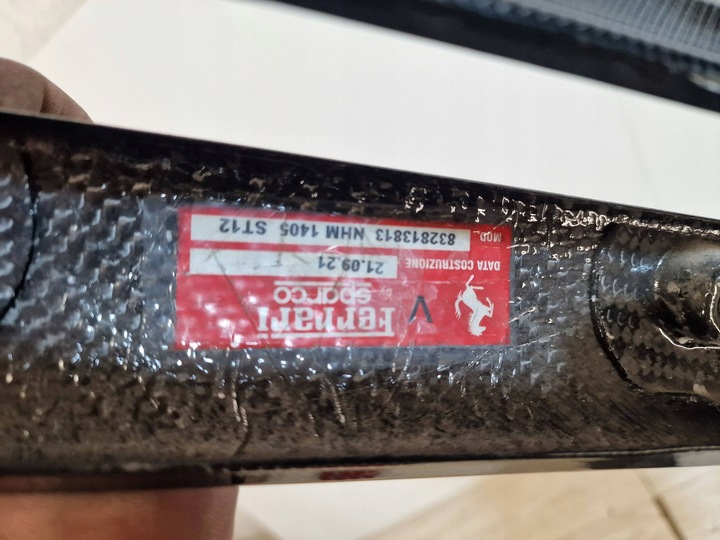 Ferrari
by sparco
V
DATA COSTRUZIONE 21.09.21
MOD. 832813813 NHM 1405 ST12